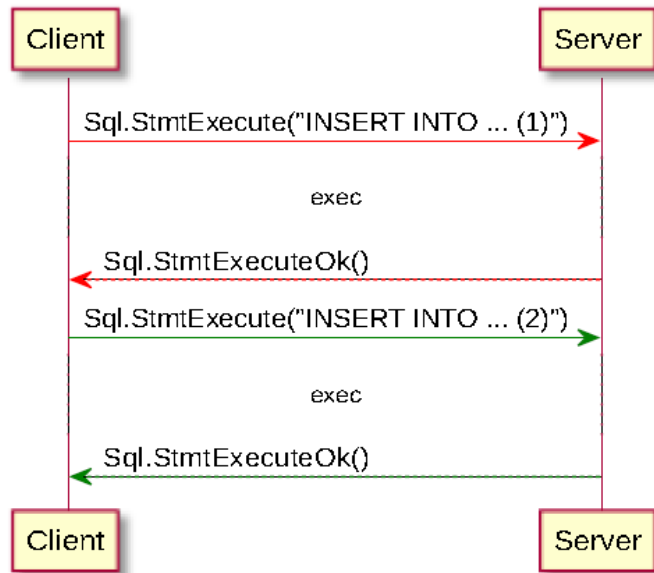 Client Server
Sql.StmtExecute("INSERT INTO ... (1)")
exec
Sql.StmtExecuteOk()
Sql.StmtExecute("INSERT INTO ... (2)")
exec
Sql.StmtExecuteOk()
Client Server